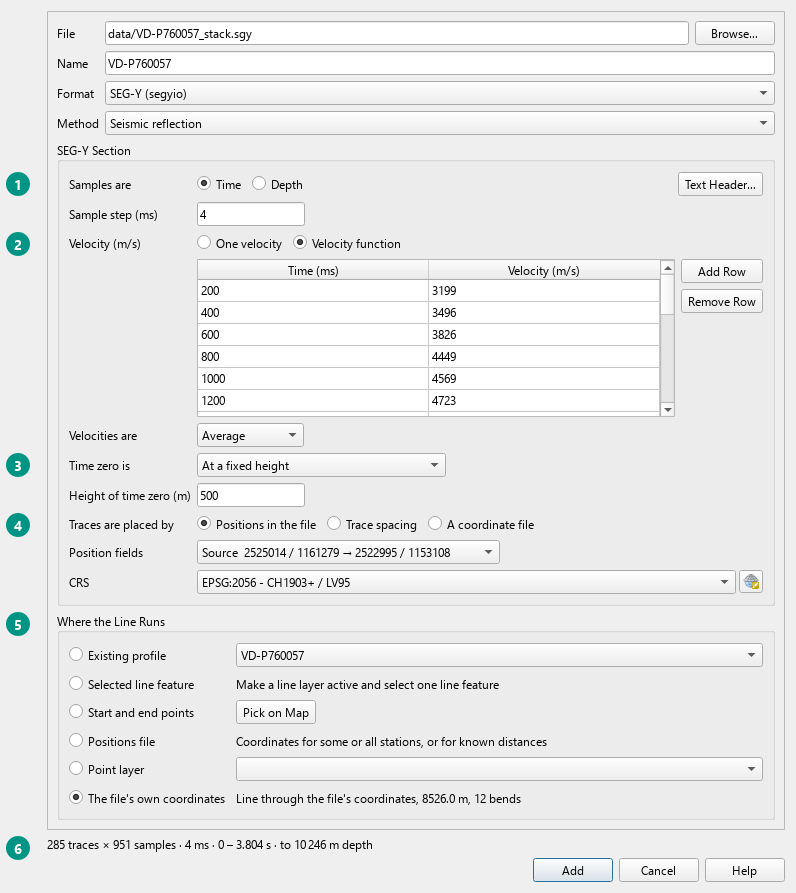 File data/VD-P760057_stack.sgy Browse...
Name VD-P760057
Format SEG-Y (segyio)
Method Seismic reflection
SEG-Y Section
1 Samples are Time Depth Text Header...
Sample step (ms) 4
2 Velocity (m/s) One velocity Velocity function
Time (ms) Velocity (m/s) Add Row
200 3199 Remove Row
400 3496
600 3826
800 4449
1000 4569
1200 4723
Velocities are Average
3 Time zero is At a fixed height
Height of time zero (m) 500
4 Traces are placed by Positions in the file Trace spacing A coordinate file
Position fields Source 2525014 / 1161279 → 2522995 / 1153108
CRS EPSG:2056 - CH1903+ / LV95
5 Where the Line Runs
Existing profile VD-P760057
Selected line feature Make a line layer active and select one line feature
Start and end points Pick on Map
Positions file Coordinates for some or all stations, or for known distances
Point layer
The file's own coordinates Line through the file's coordinates, 8526.0 m, 12 bends
6 285 traces × 951 samples · 4 ms · 0 – 3.804 s · to 10 246 m depth
Add Cancel Help